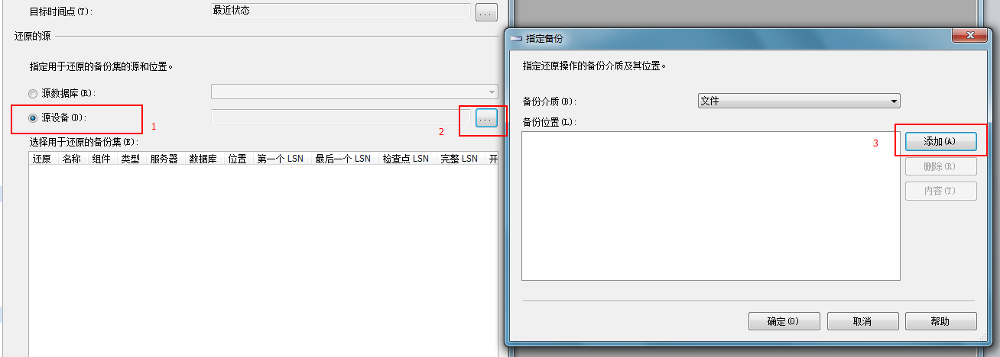 目标时间点(T):
最近状态
...
还原的源
指定用于还原的备份集的源和位置。
源数据库(R):
源设备(D):
1
2
...
选择用于还原的备份集(E):
还原 名称 组件 类型 服务器 数据库 位置 第一个 LSN 最后一个 LSN 检查点 LSN 完整 LSN 开
指定备份
指定还原操作的备份介质及其位置。
备份介质(B):
文件
备份位置(L):
3
添加(A)
删除(R)
内容(T)
确定(O)
取消
帮助